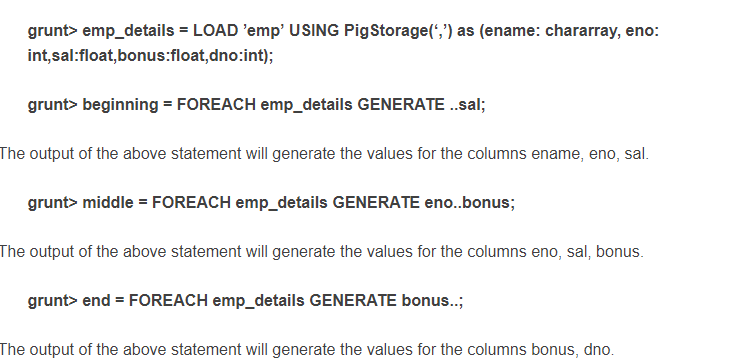 grunt> emp_details = LOAD ’emp’ USING PigStorage(‘,’) as (ename: chararray, eno:
int,sal:float,bonus:float,dno:int);
grunt> beginning = FOREACH emp_details GENERATE ..sal;
The output of the above statement will generate the values for the columns ename, eno, sal.
grunt> middle = FOREACH emp_details GENERATE eno..bonus;
The output of the above statement will generate the values for the columns eno, sal, bonus.
grunt> end = FOREACH emp_details GENERATE bonus..;
The output of the above statement will generate the values for the columns bonus, dno.